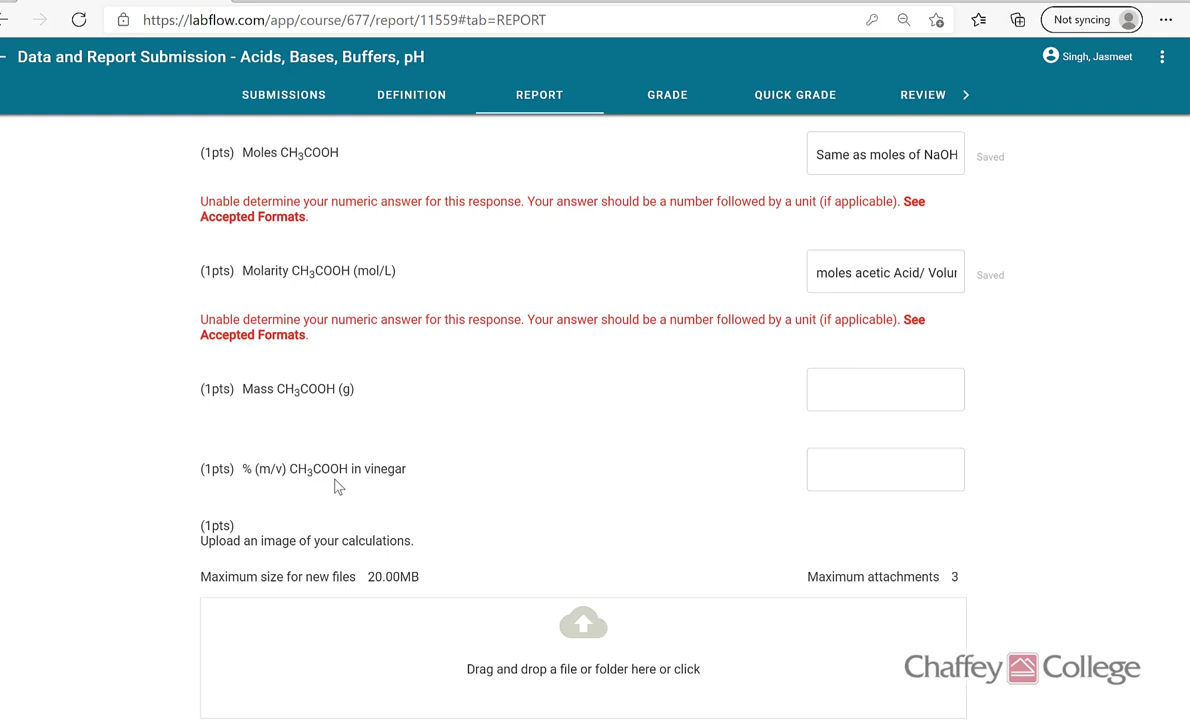 https://labflow.com/app/course/677/report/11559#tab=REPORT
Not syncing
Data and Report Submission - Acids, Bases, Buffers, pH
Singh, Jasmeet
SUBMISSIONS DEFINITION REPORT GRADE QUICK GRADE REVIEW
(1pts) Moles CH₃COOH
Same as moles of NaOH
Saved
Unable determine your numeric answer for this response. Your answer should be a number followed by a unit (if applicable). See
Accepted Formats.
(1pts) Molarity CH₃COOH (mol/L)
moles acetic Acid/ Volur
Saved
Unable determine your numeric answer for this response. Your answer should be a number followed by a unit (if applicable). See
Accepted Formats.
(1pts) Mass CH₃COOH (g)
(1pts) % (m/v) CH₃COOH in vinegar
(1pts)
Upload an image of your calculations.
Maximum size for new files 20.00MB
Maximum attachments 3
Drag and drop a file or folder here or click
Chaffey College